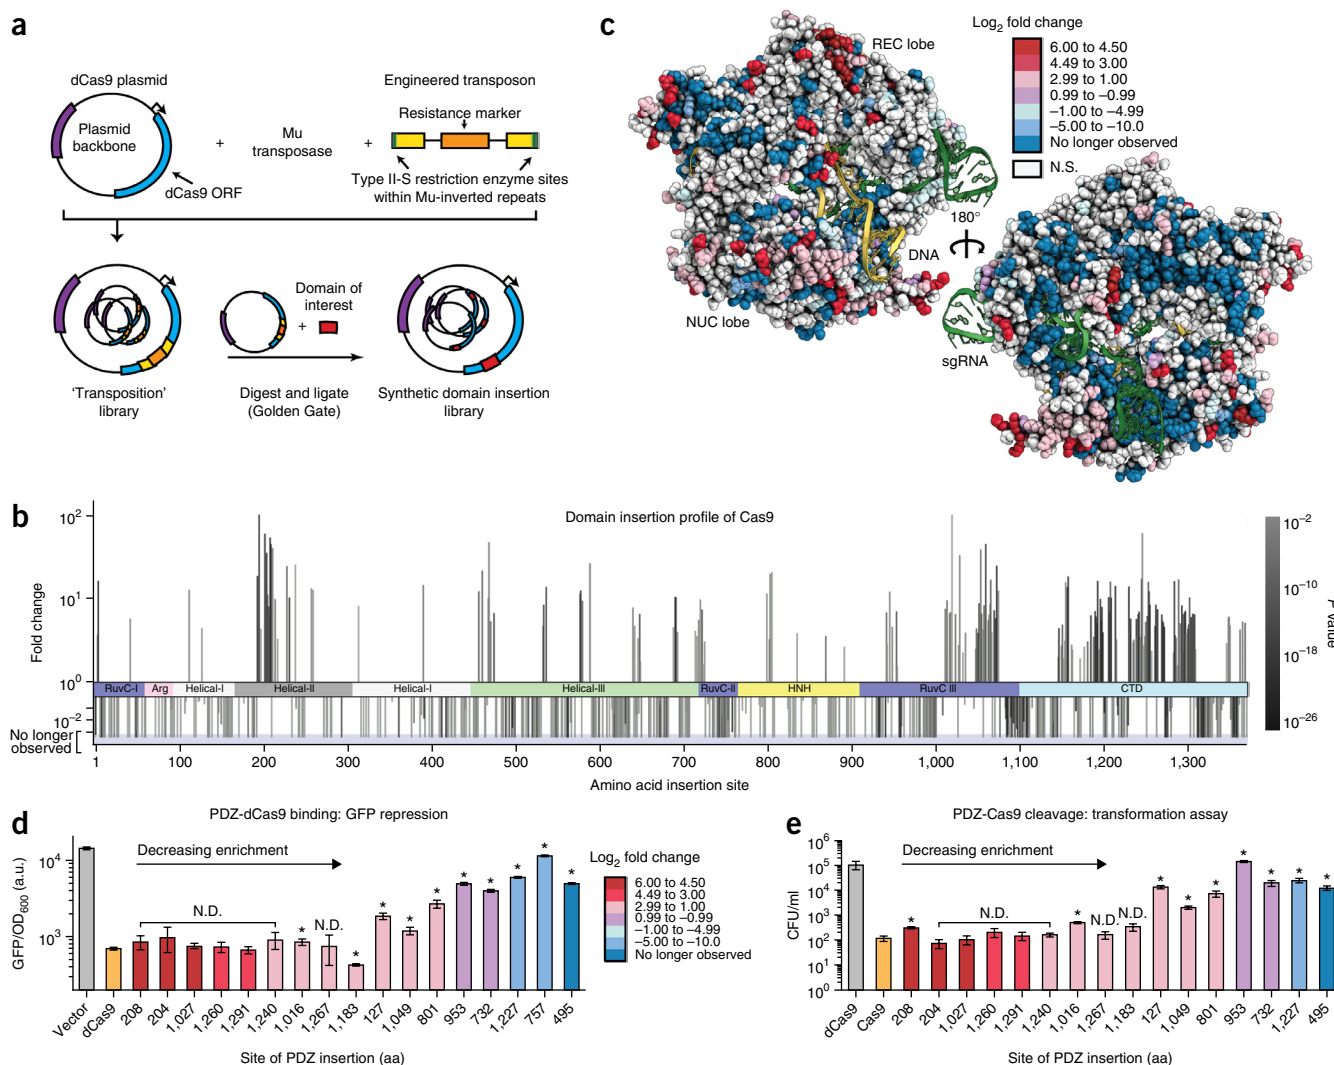 a
dCas9 plasmid
Plasmid
backbone
dCas9 ORF
+
Mu
transposase
+
Engineered transposon
Resistance marker
Type II-S restriction enzyme sites
within Mu-inverted repeats
'Transposition'
library
Domain of
interest
+
Digest and ligate
(Golden Gate)
Synthetic domain insertion
library
c
REC lobe
NUC lobe
DNA
180°
sgRNA
Log2 fold change
6.00 to 4.50
4.49 to 3.00
2.99 to 1.00
0.99 to −0.99
−1.00 to −4.99
−5.00 to −10.0
No longer observed
N.S.
b
Domain insertion profile of Cas9
Fold change
10^2
10^1
10^0
10^−2
No longer
observed
RuvC-I Arg Helical-I Helical-II Helical-I Helical-III RuvC-II HNH RuvC III CTD
1 100 200 300 400 500 600 700 800 900 1,000 1,100 1,200 1,300
Amino acid insertion site
10^−2
10^−10
10^−18
10^−26
P value
d
PDZ-dCas9 binding: GFP repression
Decreasing enrichment
GFP/OD600 (a.u.)
10^4
10^3
N.D.
*
N.D.
*
*
*
*
*
*
*
*
*
Vector dCas9 208 204 1,027 1,260 1,291 1,240 1,016 1,267 1,183 127 1,049 801 953 732 1,227 757 495
Site of PDZ insertion (aa)
Log2 fold change
6.00 to 4.50
4.49 to 3.00
2.99 to 1.00
0.99 to −0.99
−1.00 to −4.99
−5.00 to −10.0
No longer observed
e
PDZ-Cas9 cleavage: transformation assay
Decreasing enrichment
CFU/ml
10^6
10^5
10^4
10^3
10^2
10^1
10^0
*
N.D.
*
N.D.
N.D.
*
*
*
*
*
*
*
dCas9 Cas9 208 204 1,027 1,260 1,291 1,240 1,016 1,267 1,183 127 1,049 801 953 732 1,227 495
Site of PDZ insertion (aa)